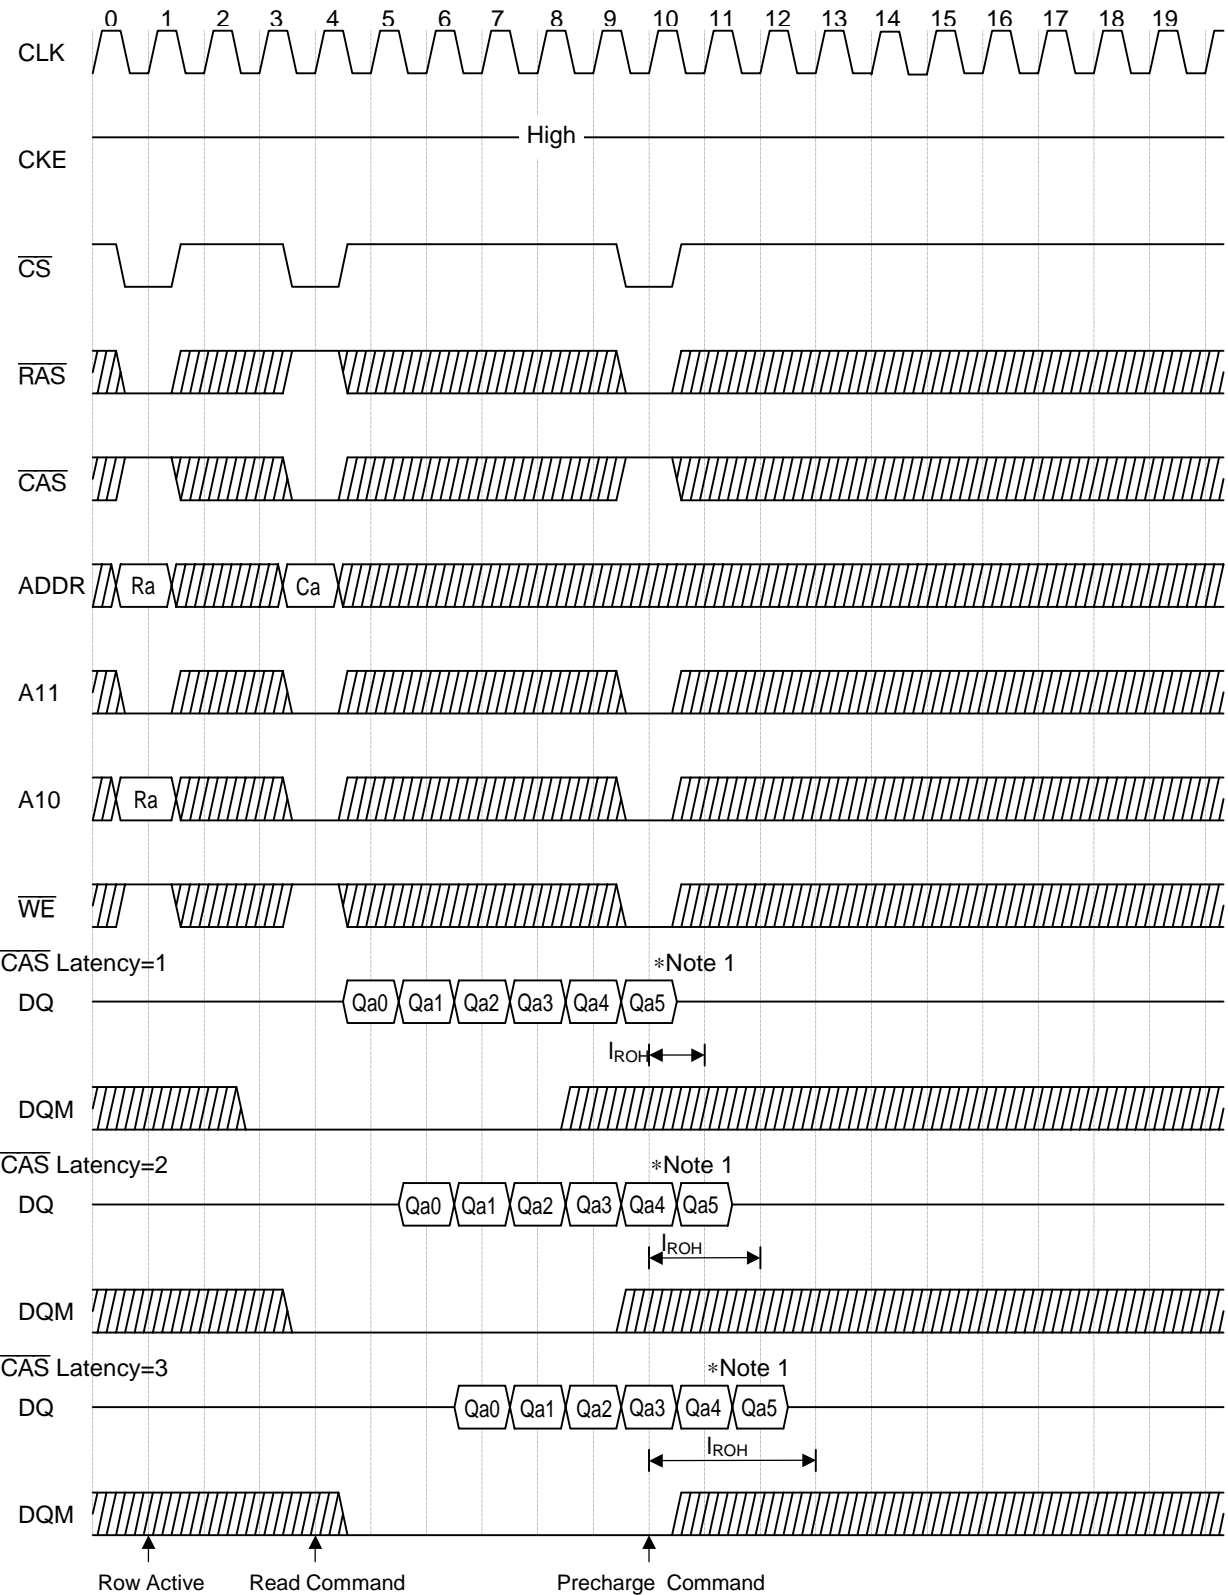 0 1 2 3 4 5 6 7 8 9 10 11 12 13 14 15 16 17 18 19
CLK
High
CKE
CS
RAS
CAS
ADDR Ra Ca
A11
A10 Ra
WE
CAS Latency=1 *Note 1
DQ Qa0 Qa1 Qa2 Qa3 Qa4 Qa5
IROH
DQM
CAS Latency=2 *Note 1
DQ Qa0 Qa1 Qa2 Qa3 Qa4 Qa5
IROH
DQM
CAS Latency=3 *Note 1
DQ Qa0 Qa1 Qa2 Qa3 Qa4 Qa5
IROH
DQM
Row Active Read Command Precharge Command